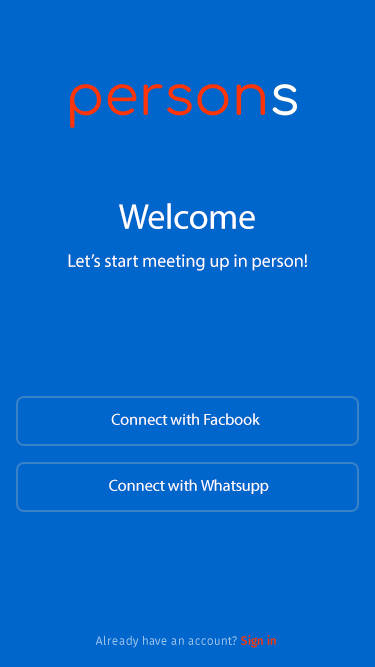 persons
Welcome
Let's start meeting up in person!
Connect with Facbook
Connect with Whatsupp
Already have an account? Sign in